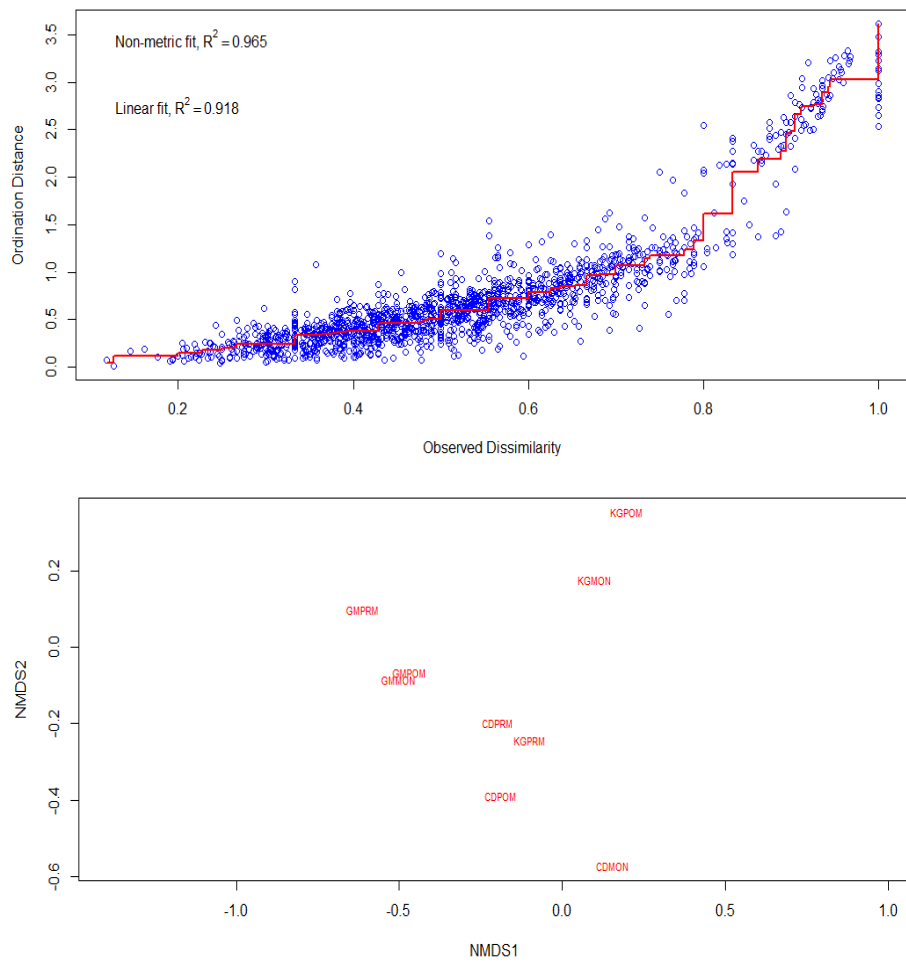 Non-metric fit, R² = 0.965
Linear fit, R² = 0.918
Ordination Distance
3.5
3.0
2.5
2.0
1.5
1.0
0.5
0.0
0.2 0.4 0.6 0.8 1.0
Observed Dissimilarity
KGPOM
KGMON
GMPRM
GMPOM
GMMON
CDPRM
KGPRM
CDPOM
CDMON
NMDS2
0.2
0.0
-0.2
-0.4
-0.6
-1.0 -0.5 0.0 0.5 1.0
NMDS1